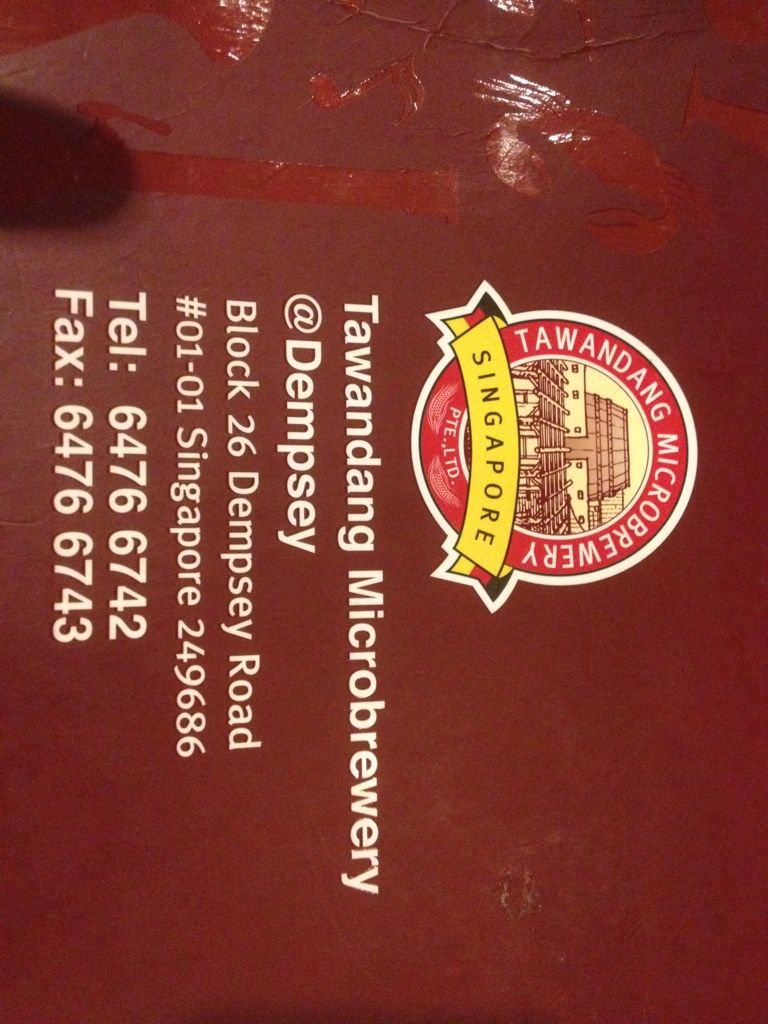 TAWANDANG MICROBREWERY
SINGAPORE
PTE., LTD.
Tawandang Microbrewery
@Dempsey
Block 26 Dempsey Road
#01-01 Singapore 249686
Tel: 6476 6742
Fax: 6476 6743